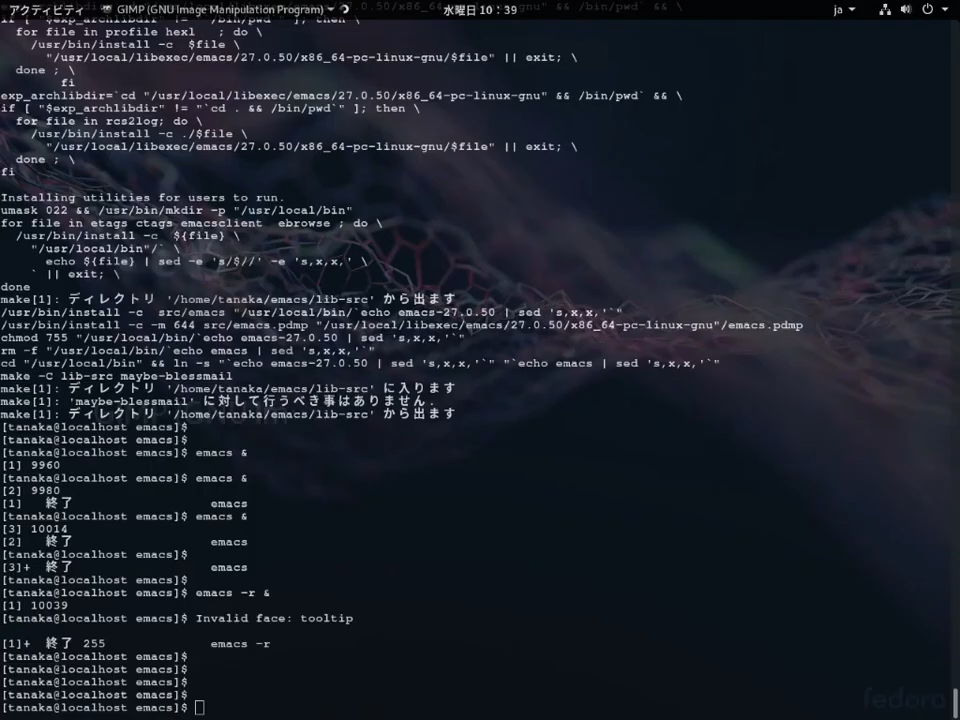 アクティビティ GIMP (GNU Image Manipulation Program) 水曜日 10：39 ja
if [ "$exp_archlibdir" != "`/bin/pwd`" ]; then \
for file in profile hexl ; do \
/usr/bin/install -c $file \
"/usr/local/libexec/emacs/27.0.50/x86_64-pc-linux-gnu/$file" || exit; \
done ; \
fi
exp_archlibdir=`cd "/usr/local/libexec/emacs/27.0.50/x86_64-pc-linux-gnu" && /bin/pwd` && \
if [ "$exp_archlibdir" != "`cd . && /bin/pwd`" ]; then \
for file in rcs2log; do \
/usr/bin/install -c ./$file \
"/usr/local/libexec/emacs/27.0.50/x86_64-pc-linux-gnu/$file" || exit; \
done ; \
fi
Installing utilities for users to run.
umask 022 && /usr/bin/mkdir -p "/usr/local/bin"
for file in etags ctags emacsclient ebrowse ; do \
/usr/bin/install -c ${file} \
"/usr/local/bin"/` \
echo ${file} | sed -e 's/$//' -e 's,x,x,' \
` || exit; \
done
make[1]: ディレクトリ '/home/tanaka/emacs/lib-src' から出ます
/usr/bin/install -c src/emacs "/usr/local/bin/`echo emacs-27.0.50 | sed 's,x,x,'`"
/usr/bin/install -c -m 644 src/emacs.pdmp "/usr/local/libexec/emacs/27.0.50/x86_64-pc-linux-gnu"/emacs.pdmp
chmod 755 "/usr/local/bin/`echo emacs-27.0.50 | sed 's,x,x,'`"
rm -f "/usr/local/bin/`echo emacs | sed 's,x,x,'`"
cd "/usr/local/bin" && ln -s "`echo emacs-27.0.50 | sed 's,x,x,'`" "`echo emacs | sed 's,x,x,'`"
make -C lib-src maybe-blessmail
make[1]: ディレクトリ '/home/tanaka/emacs/lib-src' に入ります
make[1]: 'maybe-blessmail' に対して行うべき事はありません.
make[1]: ディレクトリ '/home/tanaka/emacs/lib-src' から出ます
[tanaka@localhost emacs]$
[tanaka@localhost emacs]$
[tanaka@localhost emacs]$ emacs &
[1] 9960
[tanaka@localhost emacs]$ emacs &
[2] 9980
[1] 終了 emacs
[tanaka@localhost emacs]$ emacs &
[3] 10014
[2] 終了 emacs
[tanaka@localhost emacs]$
[3]+ 終了 emacs
[tanaka@localhost emacs]$
[tanaka@localhost emacs]$ emacs -r &
[1] 10039
[tanaka@localhost emacs]$ Invalid face: tooltip
[1]+ 終了 255 emacs -r
[tanaka@localhost emacs]$
[tanaka@localhost emacs]$
[tanaka@localhost emacs]$
[tanaka@localhost emacs]$
[tanaka@localhost emacs]$
fedora